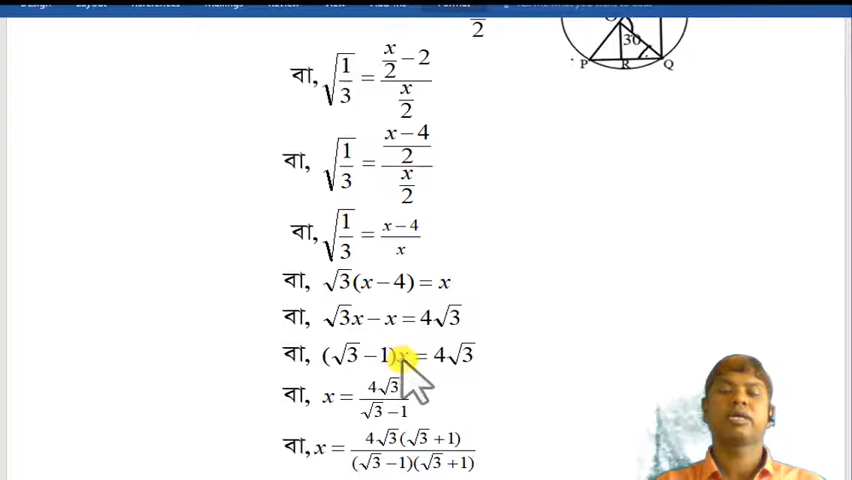 2
O
30
P R Q
বা, √(1/3) = (x/2 − 2)/(x/2)
বা, √(1/3) = ((x − 4)/2)/(x/2)
বা, √(1/3) = (x − 4)/x
বা, √3(x − 4) = x
বা, √3x − x = 4√3
বা, (√3 − 1)x = 4√3
বা, x = 4√3/(√3 − 1)
বা, x = 4√3(√3 + 1)/((√3 − 1)(√3 + 1))